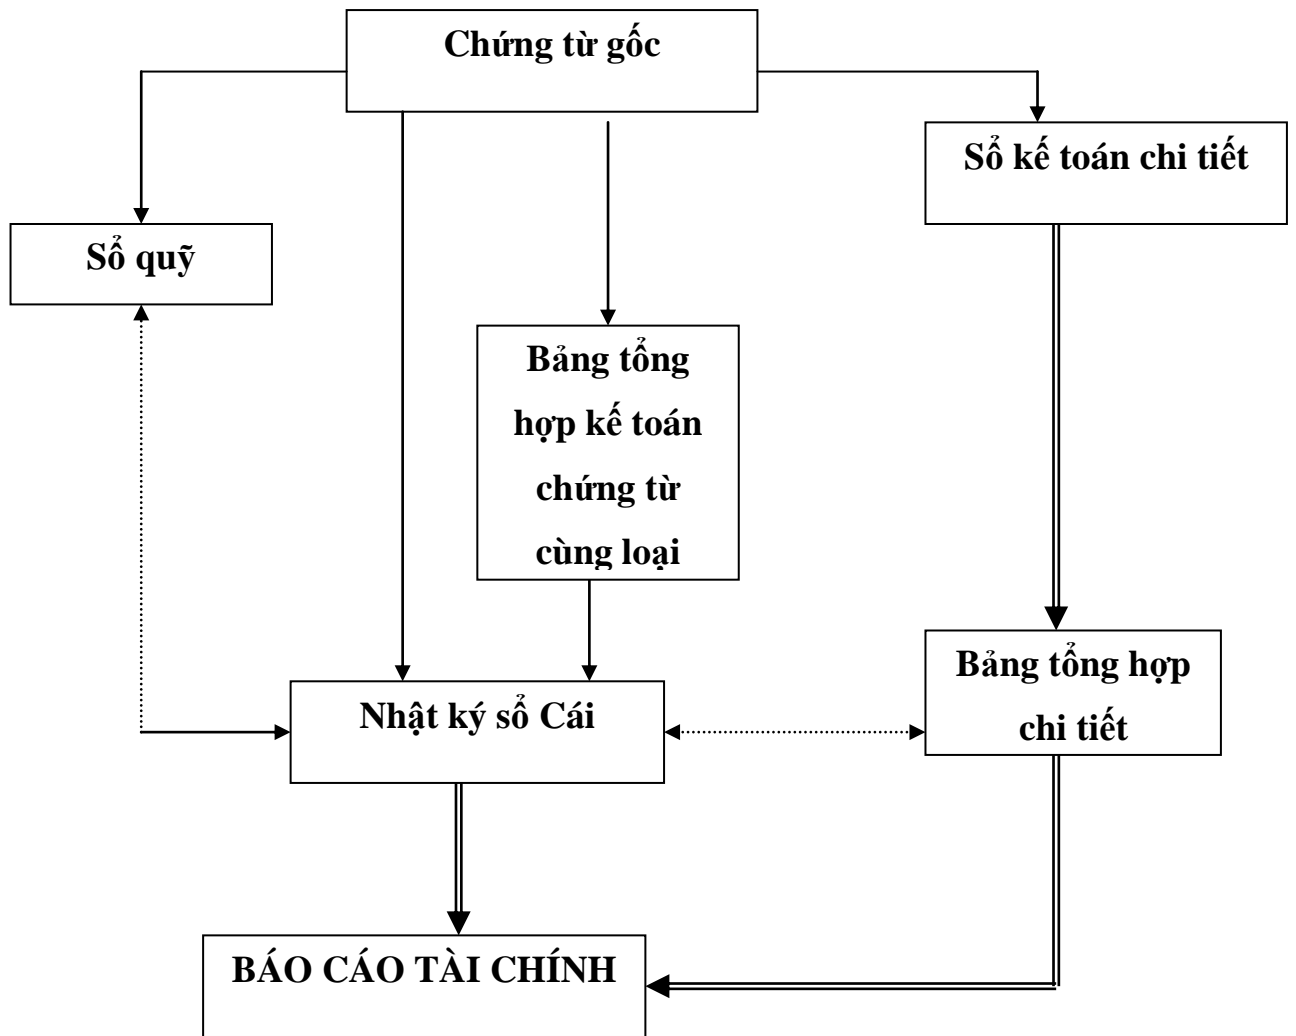 Chứng từ gốc
Sổ kế toán chi tiết
Sổ quỹ
Bảng tổng
hợp kế toán
chứng từ
cùng loại
Bảng tổng hợp
chi tiết
Nhật ký sổ Cái
BÁO CÁO TÀI CHÍNH